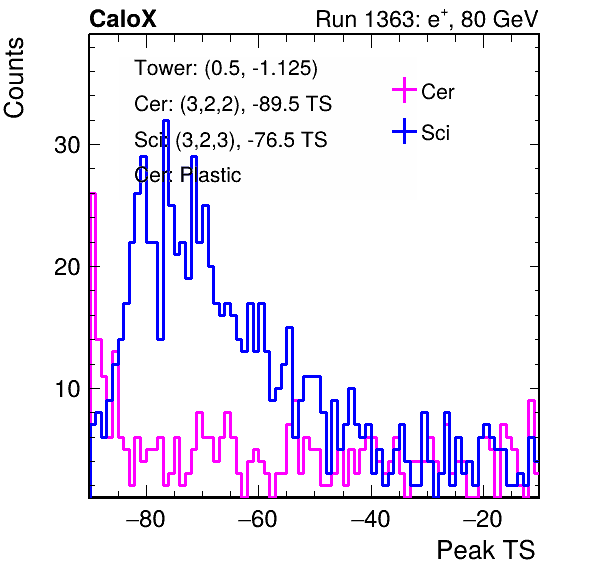 CaloX Run 1363: e⁺, 80 GeV
Counts
Tower: (0.5, -1.125)
Cer: (3,2,2), -89.5 TS
Sci: (3,2,3), -76.5 TS
Cer: Plastic
Cer
Sci
30
20
10
−80 −60 −40 −20
Peak TS